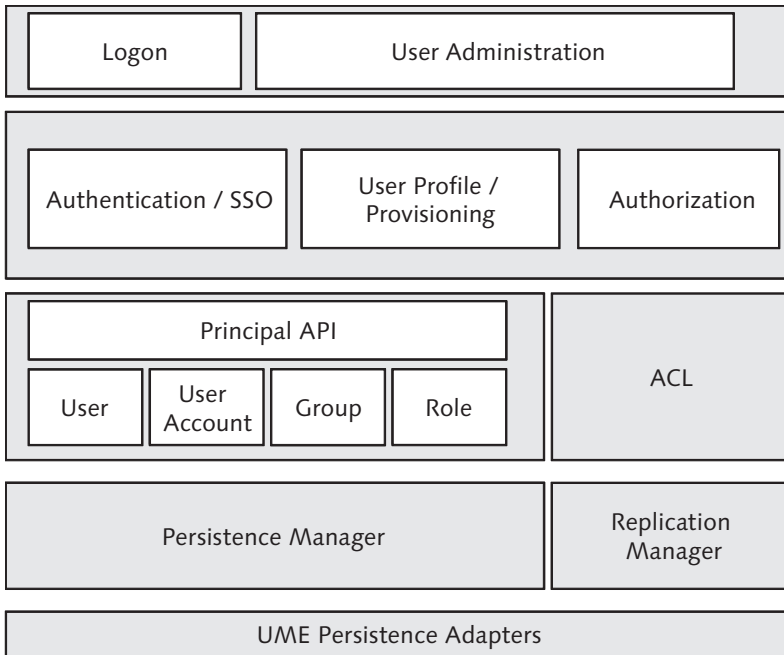 Logon
User Administration
Authentication / SSO
User Profile /
Provisioning
Authorization
Principal API
User
User
Account
Group
Role
ACL
Persistence Manager
Replication
Manager
UME Persistence Adapters